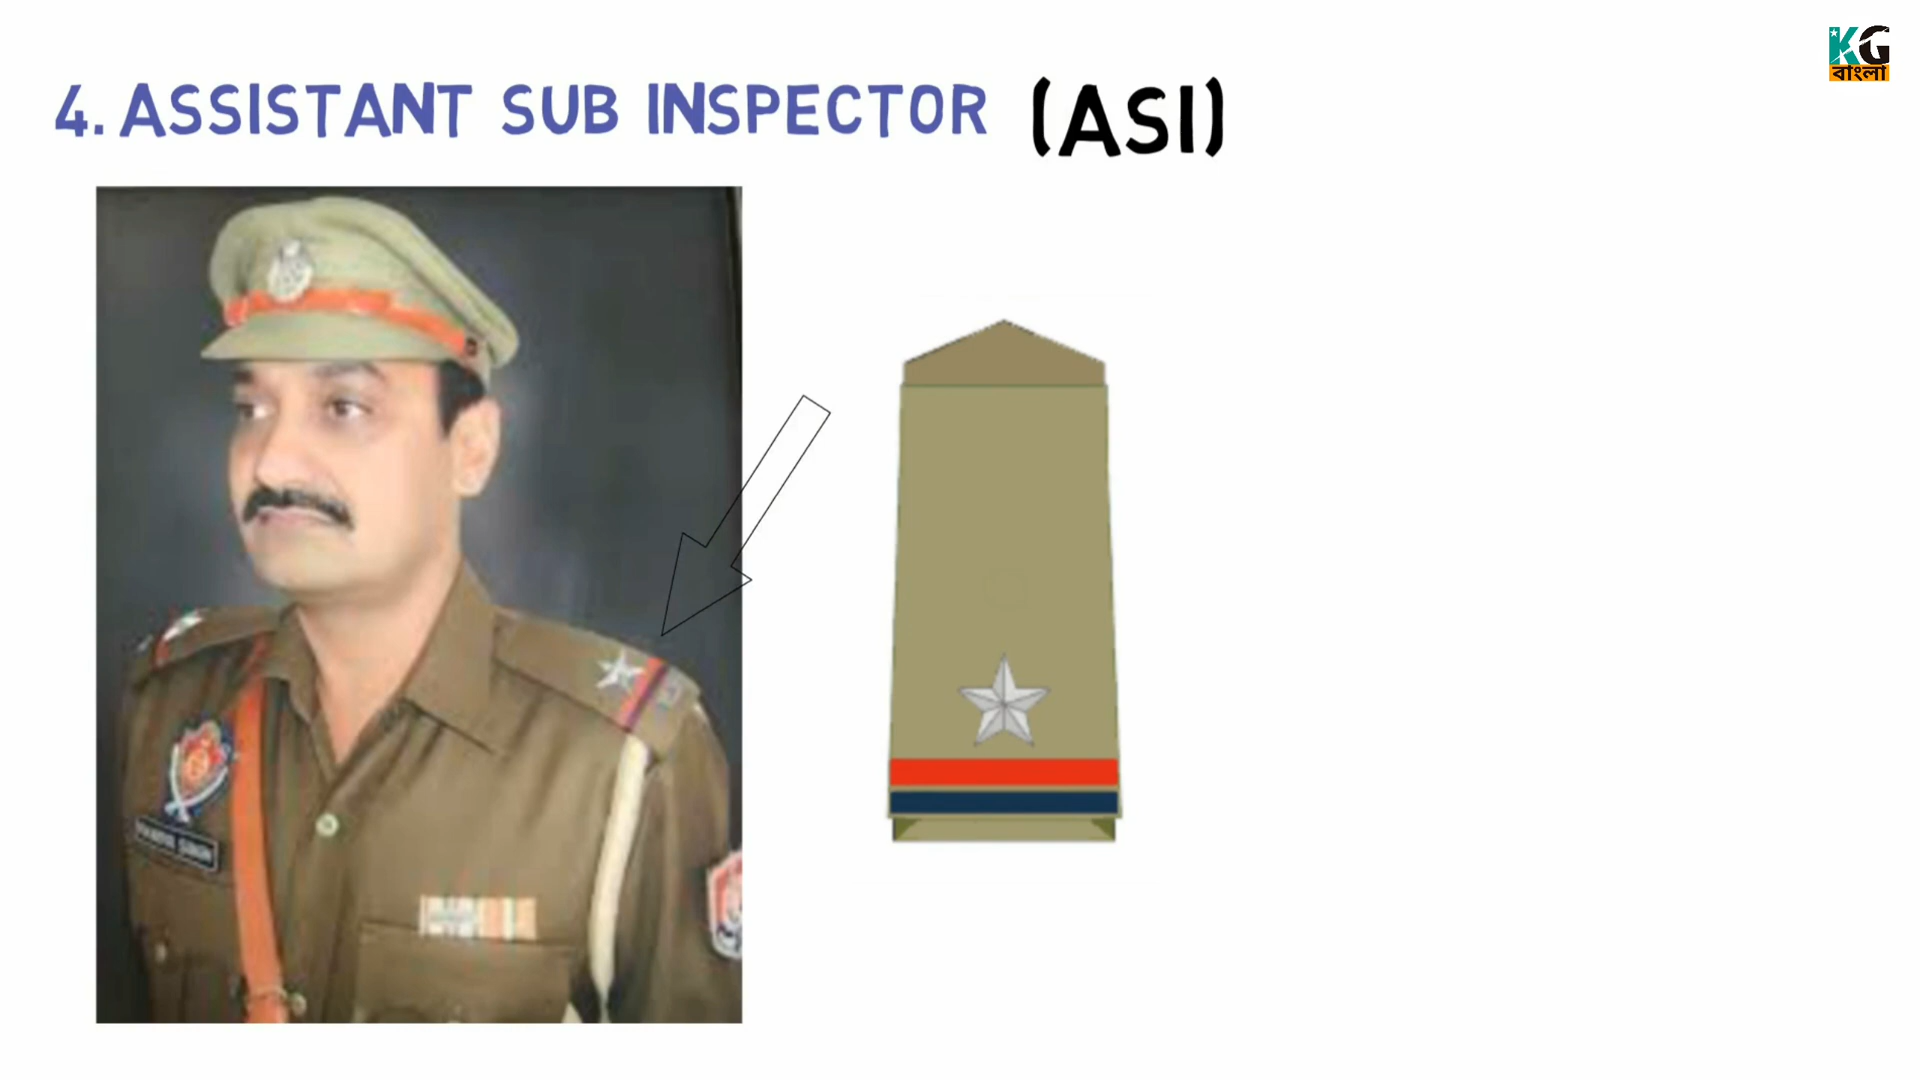 4. ASSISTANT SUB INSPECTOR (ASI)
KG
বাংলা